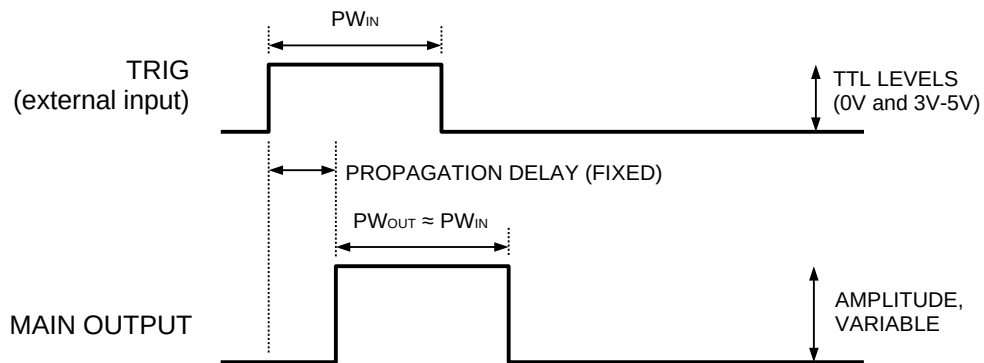 PWIN
TRIG
(external input)
TTL LEVELS
(0V and 3V-5V)
PROPAGATION DELAY (FIXED)
PWOUT ≈ PWIN
MAIN OUTPUT
AMPLITUDE,
VARIABLE